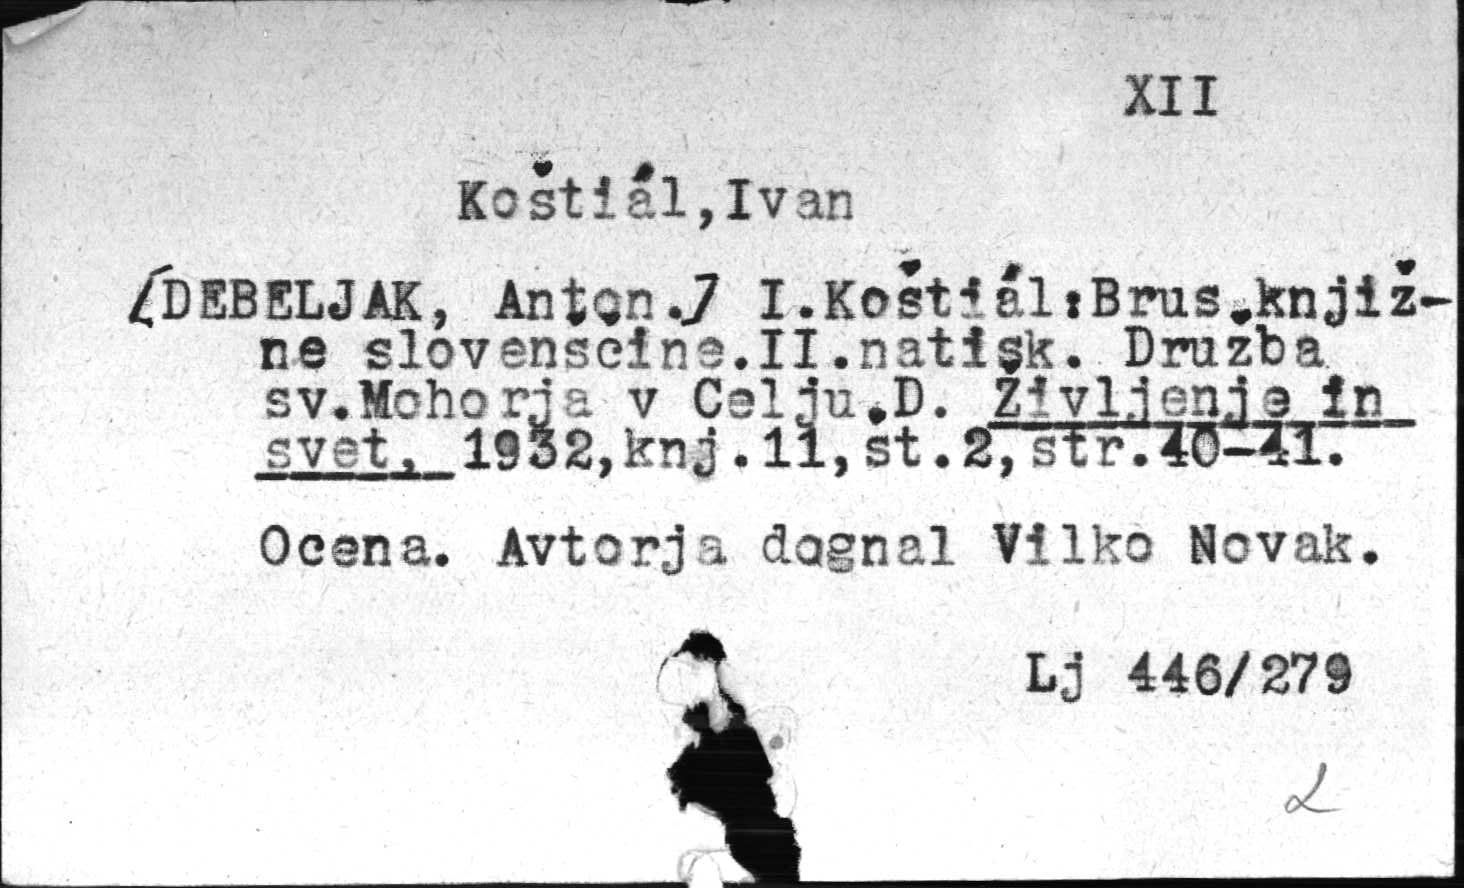 XII
Koštiál,Ivan
[DEBELJAK, Anton.] I.Koštiál:Brus knjiž-
ne slovenščine.II.natisk. Družba
sv.Mohorja v Celju.D. Življenje in
svet, 1932,knj.11,št.2,str.40-41.
Ocena. Avtorja dognal Vilko Novak.
Lj 446/279